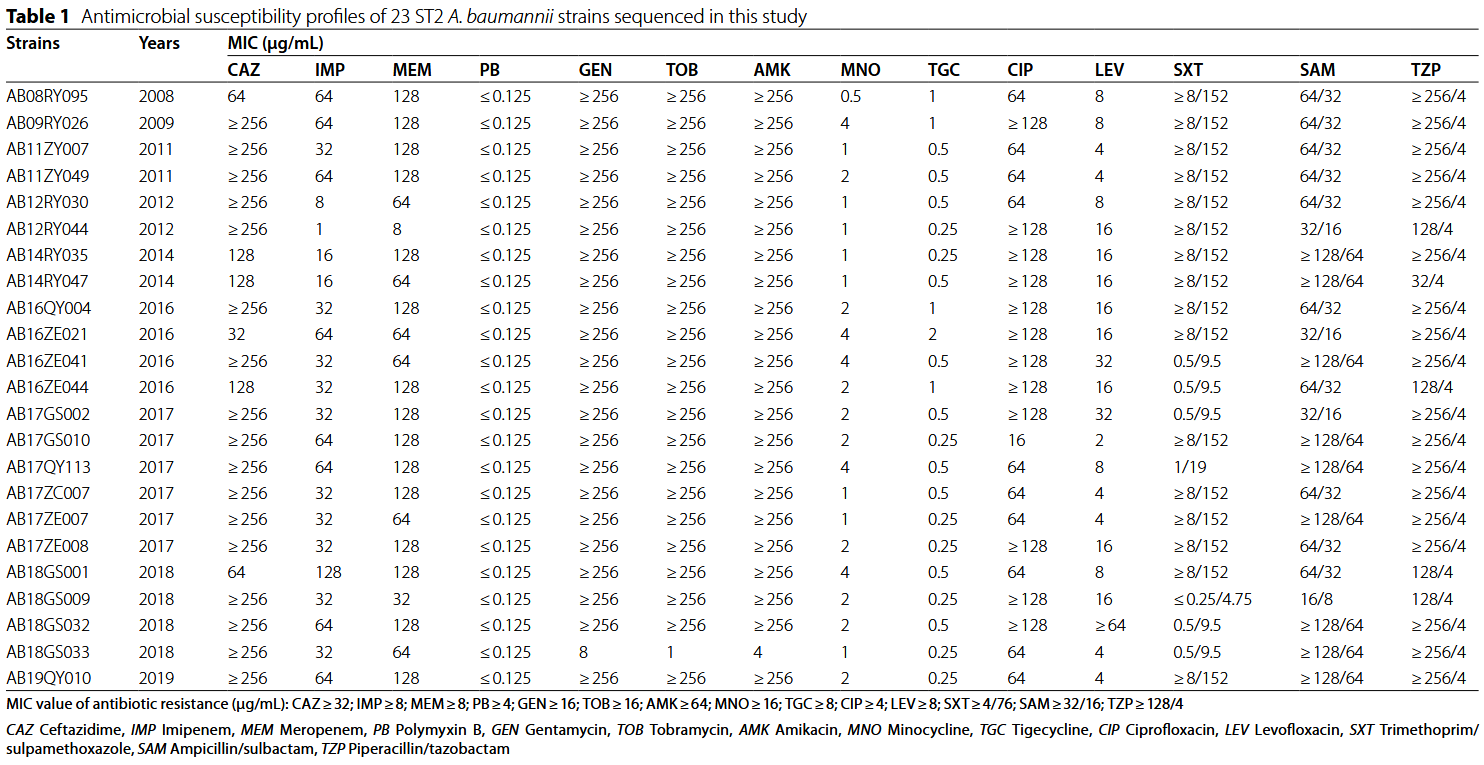 Table 1 Antimicrobial susceptibility profiles of 23 ST2 A. baumannii strains sequenced in this study
Strains Years MIC (µg/mL)
CAZ IMP MEM PB GEN TOB AMK MNO TGC CIP LEV SXT SAM TZP
AB08RY095 2008 64 64 128 ≤ 0.125 ≥ 256 ≥ 256 ≥ 256 0.5 1 64 8 ≥ 8/152 64/32 ≥ 256/4
AB09RY026 2009 ≥ 256 64 128 ≤ 0.125 ≥ 256 ≥ 256 ≥ 256 4 1 ≥ 128 8 ≥ 8/152 64/32 ≥ 256/4
AB11ZY007 2011 ≥ 256 32 128 ≤ 0.125 ≥ 256 ≥ 256 ≥ 256 1 0.5 64 4 ≥ 8/152 64/32 ≥ 256/4
AB11ZY049 2011 ≥ 256 64 128 ≤ 0.125 ≥ 256 ≥ 256 ≥ 256 2 0.5 64 4 ≥ 8/152 64/32 ≥ 256/4
AB12RY030 2012 ≥ 256 8 64 ≤ 0.125 ≥ 256 ≥ 256 ≥ 256 1 0.5 64 8 ≥ 8/152 64/32 ≥ 256/4
AB12RY044 2012 ≥ 256 1 8 ≤ 0.125 ≥ 256 ≥ 256 ≥ 256 1 0.25 ≥ 128 16 ≥ 8/152 32/16 128/4
AB14RY035 2014 128 16 128 ≤ 0.125 ≥ 256 ≥ 256 ≥ 256 1 0.25 ≥ 128 16 ≥ 8/152 ≥ 128/64 ≥ 256/4
AB14RY047 2014 128 16 64 ≤ 0.125 ≥ 256 ≥ 256 ≥ 256 1 0.5 ≥ 128 16 ≥ 8/152 ≥ 128/64 32/4
AB16QY004 2016 ≥ 256 32 128 ≤ 0.125 ≥ 256 ≥ 256 ≥ 256 2 1 ≥ 128 16 ≥ 8/152 64/32 ≥ 256/4
AB16ZE021 2016 32 64 64 ≤ 0.125 ≥ 256 ≥ 256 ≥ 256 4 2 ≥ 128 16 ≥ 8/152 32/16 ≥ 256/4
AB16ZE041 2016 ≥ 256 32 64 ≤ 0.125 ≥ 256 ≥ 256 ≥ 256 4 0.5 ≥ 128 32 0.5/9.5 ≥ 128/64 ≥ 256/4
AB16ZE044 2016 128 32 128 ≤ 0.125 ≥ 256 ≥ 256 ≥ 256 2 1 ≥ 128 16 0.5/9.5 64/32 128/4
AB17GS002 2017 ≥ 256 32 128 ≤ 0.125 ≥ 256 ≥ 256 ≥ 256 2 0.5 ≥ 128 32 0.5/9.5 32/16 ≥ 256/4
AB17GS010 2017 ≥ 256 64 128 ≤ 0.125 ≥ 256 ≥ 256 ≥ 256 2 0.25 16 2 ≥ 8/152 ≥ 128/64 ≥ 256/4
AB17QY113 2017 ≥ 256 64 128 ≤ 0.125 ≥ 256 ≥ 256 ≥ 256 4 0.5 64 8 1/19 ≥ 128/64 ≥ 256/4
AB17ZC007 2017 ≥ 256 32 128 ≤ 0.125 ≥ 256 ≥ 256 ≥ 256 1 0.5 64 4 ≥ 8/152 64/32 ≥ 256/4
AB17ZE007 2017 ≥ 256 32 64 ≤ 0.125 ≥ 256 ≥ 256 ≥ 256 1 0.25 64 4 ≥ 8/152 ≥ 128/64 ≥ 256/4
AB17ZE008 2017 ≥ 256 32 128 ≤ 0.125 ≥ 256 ≥ 256 ≥ 256 2 0.25 ≥ 128 16 ≥ 8/152 64/32 ≥ 256/4
AB18GS001 2018 64 128 128 ≤ 0.125 ≥ 256 ≥ 256 ≥ 256 4 0.5 64 8 ≥ 8/152 64/32 128/4
AB18GS009 2018 ≥ 256 32 32 ≤ 0.125 ≥ 256 ≥ 256 ≥ 256 2 0.25 ≥ 128 16 ≤ 0.25/4.75 16/8 128/4
AB18GS032 2018 ≥ 256 64 128 ≤ 0.125 ≥ 256 ≥ 256 ≥ 256 2 0.5 ≥ 128 ≥ 64 0.5/9.5 ≥ 128/64 ≥ 256/4
AB18GS033 2018 ≥ 256 32 64 ≤ 0.125 8 1 4 1 0.25 64 4 0.5/9.5 ≥ 128/64 ≥ 256/4
AB19QY010 2019 ≥ 256 64 128 ≤ 0.125 ≥ 256 ≥ 256 ≥ 256 2 0.25 64 4 ≥ 8/152 ≥ 128/64 ≥ 256/4
MIC value of antibiotic resistance (µg/mL): CAZ ≥ 32; IMP ≥ 8; MEM ≥ 8; PB ≥ 4; GEN ≥ 16; TOB ≥ 16; AMK ≥ 64; MNO ≥ 16; TGC ≥ 8; CIP ≥ 4; LEV ≥ 8; SXT ≥ 4/76; SAM ≥ 32/16; TZP ≥ 128/4
CAZ Ceftazidime, IMP Imipenem, MEM Meropenem, PB Polymyxin B, GEN Gentamycin, TOB Tobramycin, AMK Amikacin, MNO Minocycline, TGC Tigecycline, CIP Ciprofloxacin, LEV Levofloxacin, SXT Trimethoprim/
sulpamethoxazole, SAM Ampicillin/sulbactam, TZP Piperacillin/tazobactam